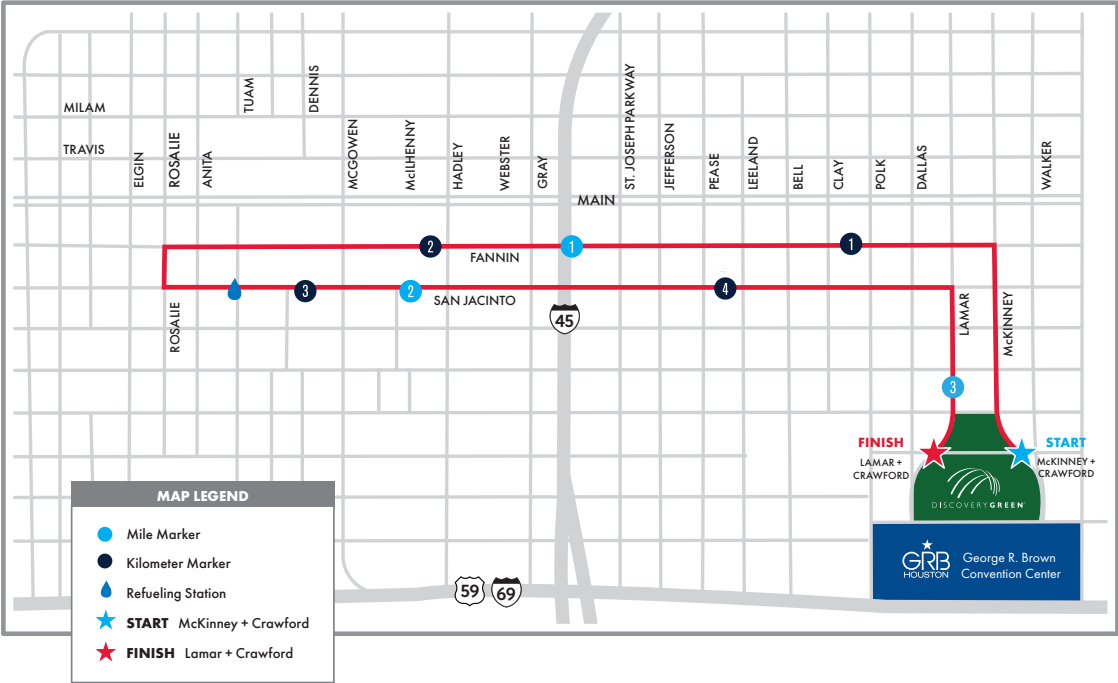 MILAM
TRAVIS
ELGIN
ROSALIE
ANITA
TUAM
DENNIS
MCGOWEN
McILHENNY
HADLEY
WEBSTER
GRAY
ST. JOSEPH PARKWAY
JEFFERSON
PEASE
LEELAND
BELL
CLAY
POLK
DALLAS
WALKER
MAIN
2
1
1
FANNIN
3
2
4
SAN JACINTO
ROSALIE
45
LAMAR
McKINNEY
3
FINISH
LAMAR +
CRAWFORD
START
McKINNEY +
CRAWFORD
DISCOVERYGREEN
GRB
HOUSTON
George R. Brown
Convention Center
59
69
MAP LEGEND
Mile Marker
Kilometer Marker
Refueling Station
START McKinney + Crawford
FINISH Lamar + Crawford